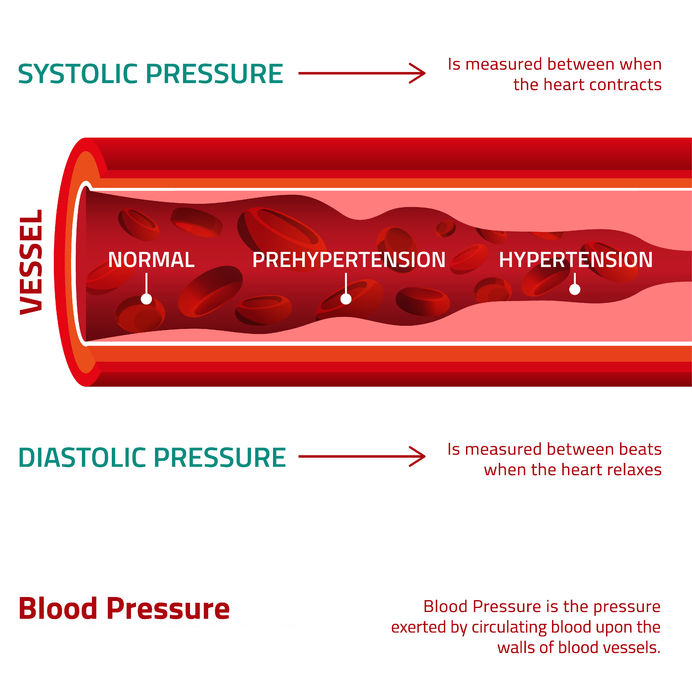 SYSTOLIC PRESSURE
Is measured between when
the heart contracts
VESSEL
NORMAL
PREHYPERTENSION
HYPERTENSION
DIASTOLIC PRESSURE
Is measured between beats
when the heart relaxes
Blood Pressure
Blood Pressure is the pressure
exerted by circulating blood upon the
walls of blood vessels.